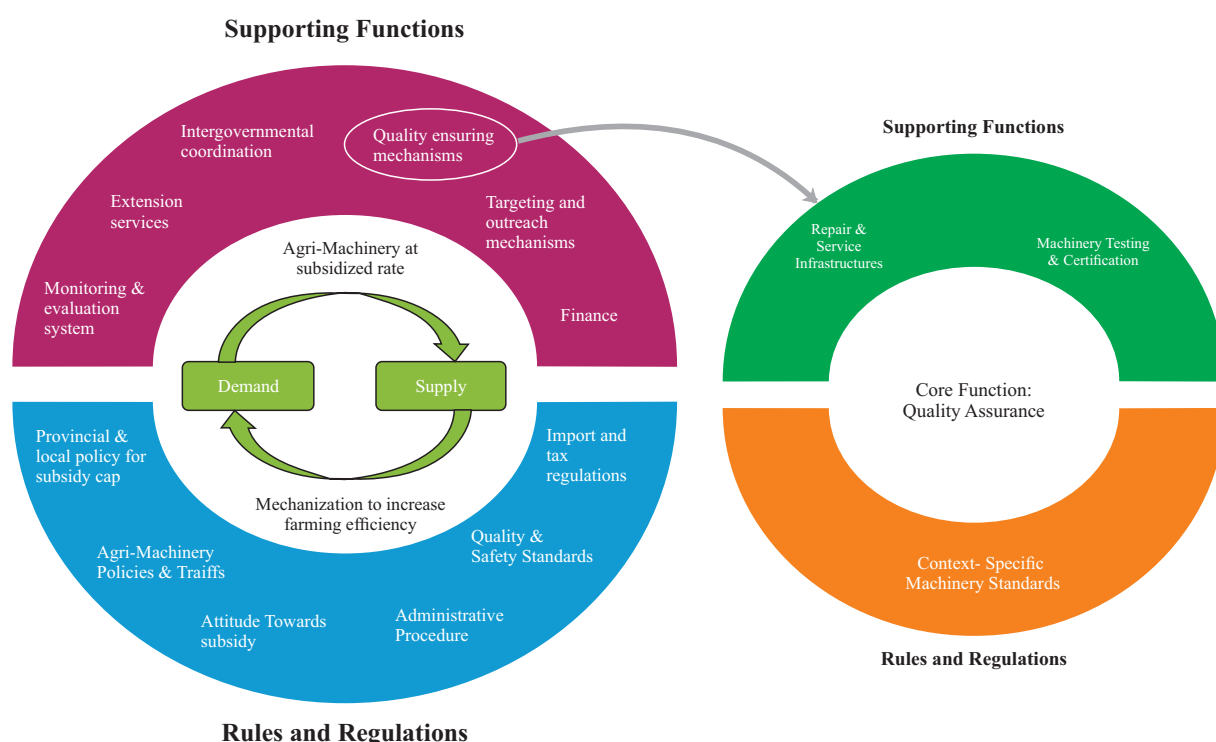 Supporting Functions
Intergovernmental
coordination
Quality ensuring
mechanisms
Extension
services
Targeting and
outreach
mechanisms
Monitoring &
evaluation
system
Finance
Agri-Machinery at
subsidized rate
Demand
Supply
Mechanization to increase
farming efficiency
Provincial &
local policy for
subsidy cap
Import and
tax
regulations
Agri-Machinery
Policies & Traiffs
Quality &
Safety Standards
Attitude Towards
subsidy
Administrative
Procedure
Rules and Regulations
Supporting Functions
Repair &
Service
Infrastructures
Machinery Testing
& Certification
Core Function:
Quality Assurance
Context- Specific
Machinery Standards
Rules and Regulations